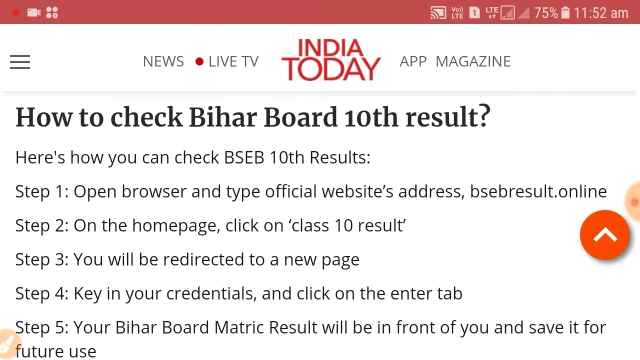 Vo)) LTE 1 LTE 75% 11:52 am
NEWS LIVE TV INDIA TODAY APP MAGAZINE
How to check Bihar Board 10th result?
Here's how you can check BSEB 10th Results:
Step 1: Open browser and type official website's address, bsebresult.online
Step 2: On the homepage, click on ‘class 10 result’
Step 3: You will be redirected to a new page
Step 4: Key in your credentials, and click on the enter tab
Step 5: Your Bihar Board Matric Result will be in front of you and save it for
future use